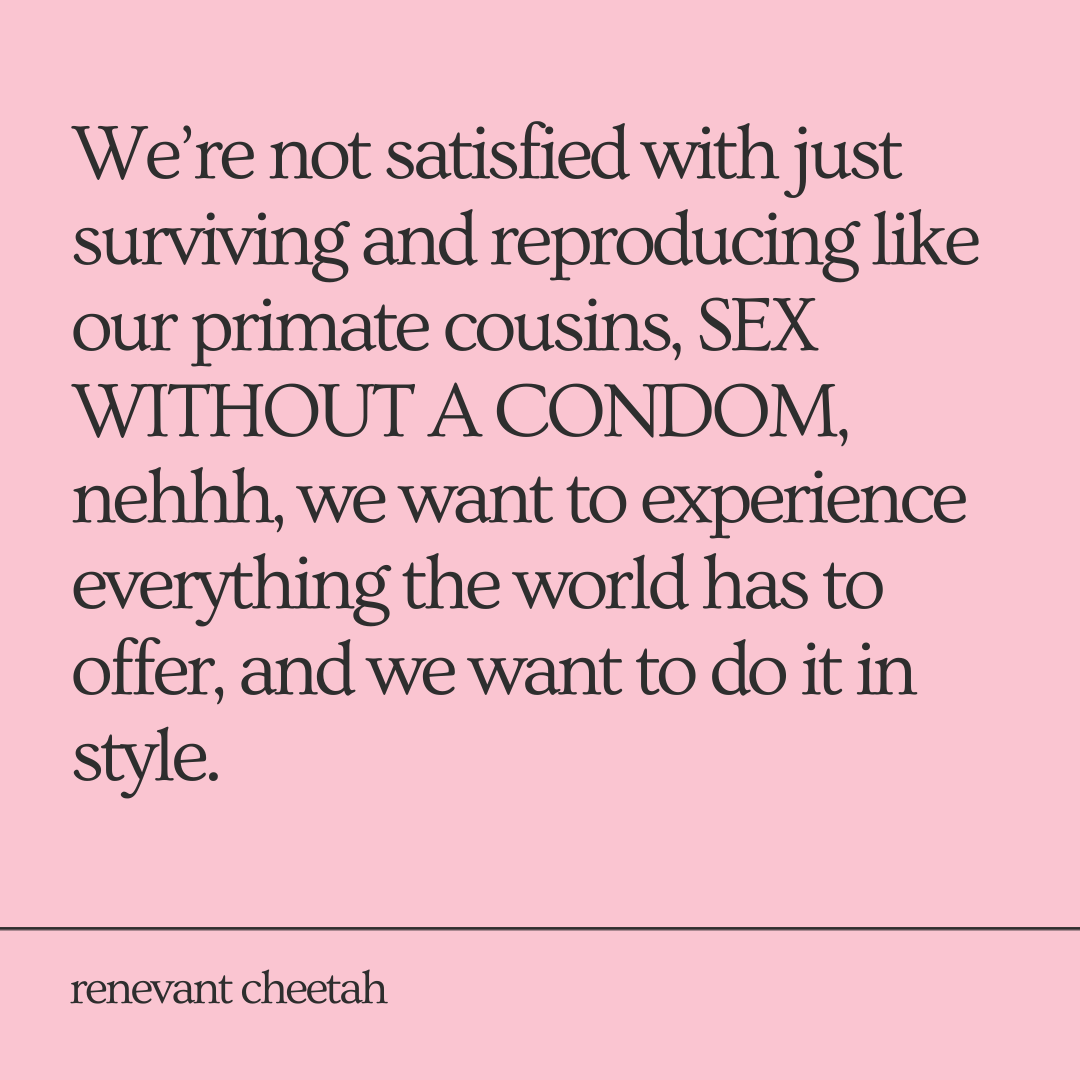 We’re not satisfied with just
surviving and reproducing like
our primate cousins, SEX
WITHOUT A CONDOM,
nehhh, we want to experience
everything the world has to
offer, and we want to do it in
style.
renevant cheetah